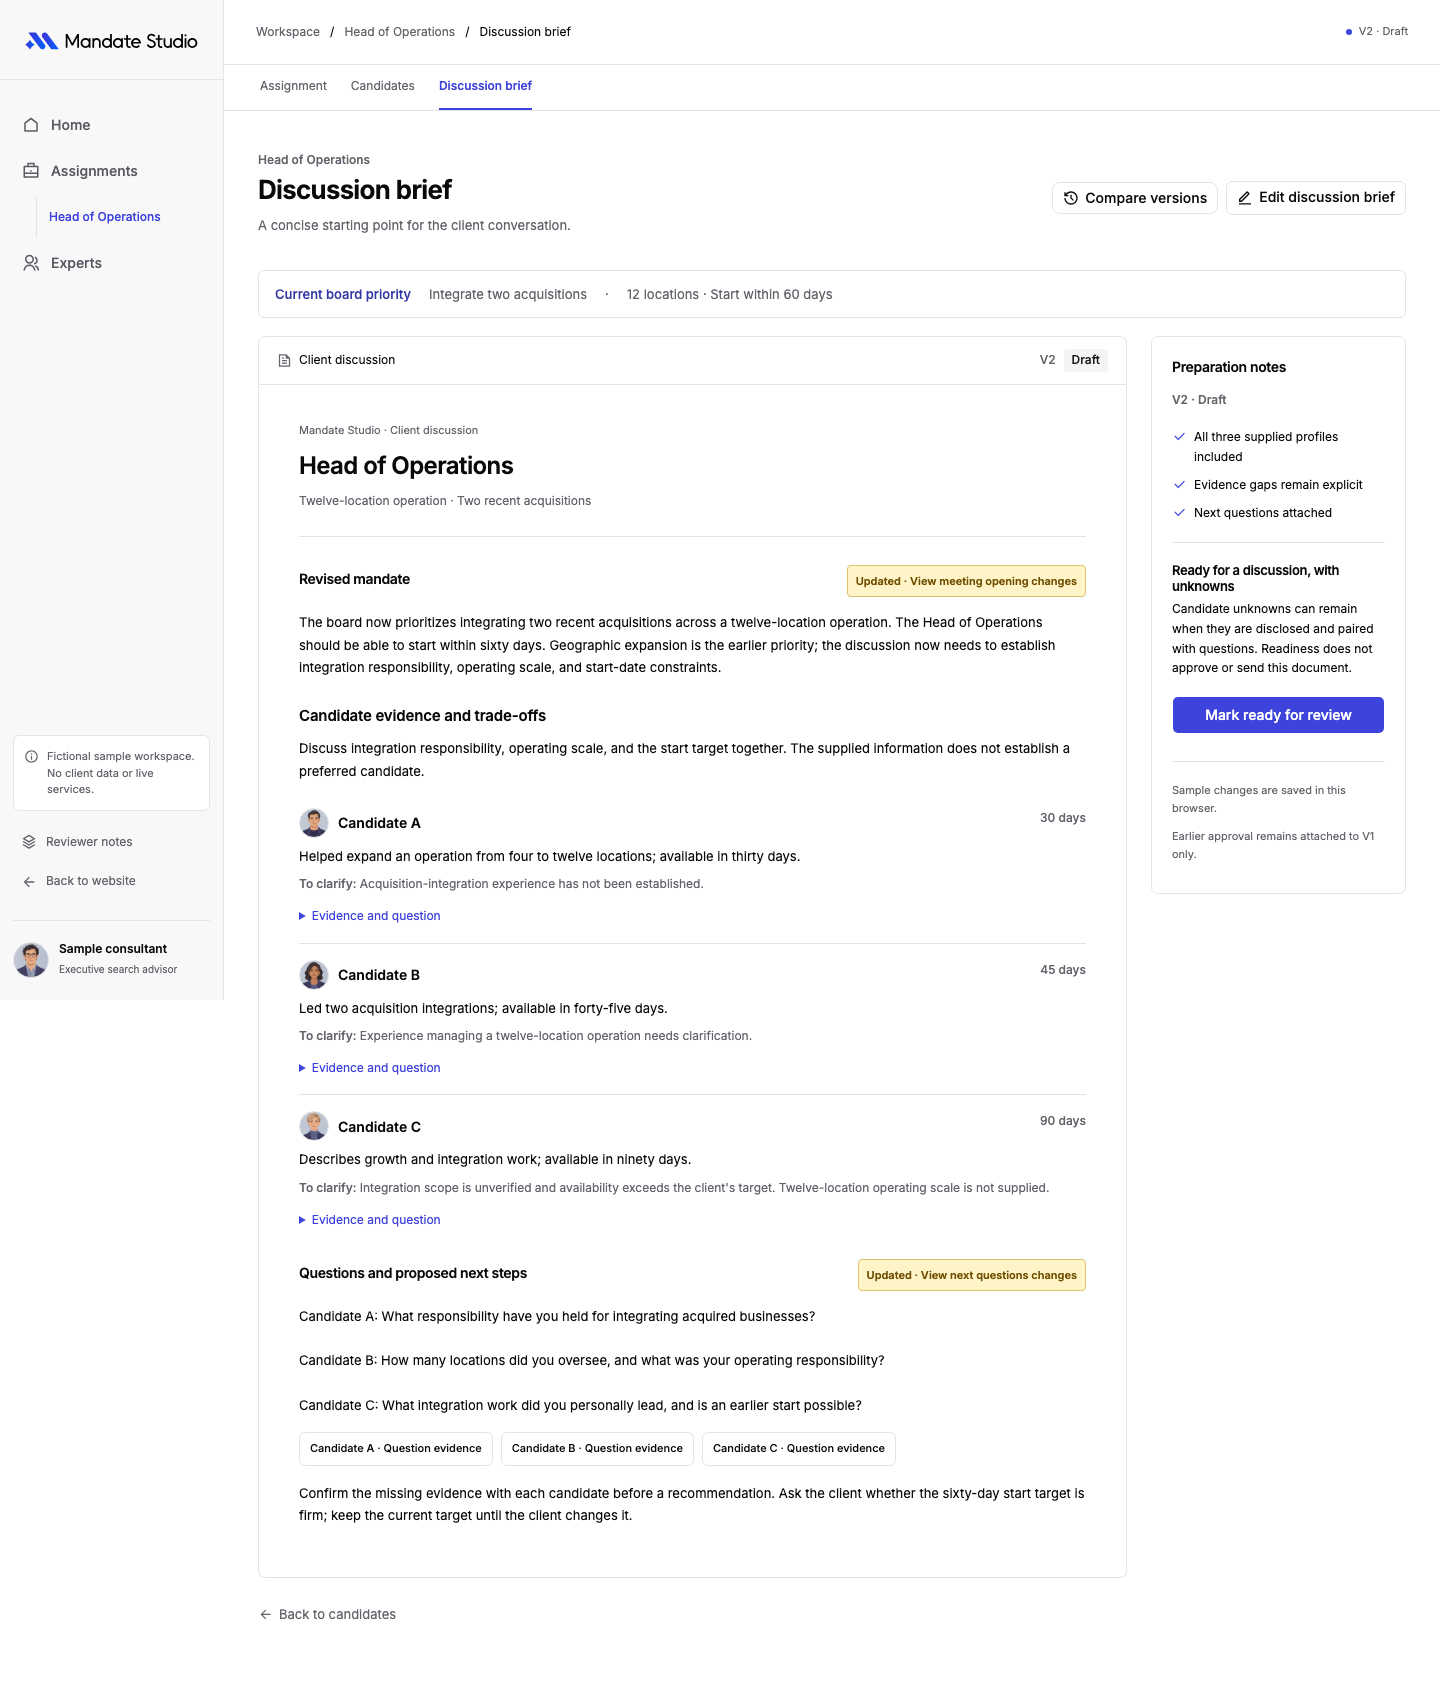 Mandate Studio
Home
Assignments
Head of Operations
Experts
Fictional sample workspace.
No client data or live
services.
Reviewer notes
Back to website
Sample consultant
Executive search advisor
Workspace / Head of Operations / Discussion brief
V2 · Draft
Assignment Candidates Discussion brief
Head of Operations
Discussion brief
A concise starting point for the client conversation.
Compare versions
Edit discussion brief
Current board priority Integrate two acquisitions · 12 locations · Start within 60 days
Client discussion
V2 Draft
Mandate Studio · Client discussion
Head of Operations
Twelve-location operation · Two recent acquisitions
Revised mandate
Updated · View meeting opening changes
The board now prioritizes integrating two recent acquisitions across a twelve-location operation. The Head of Operations
should be able to start within sixty days. Geographic expansion is the earlier priority; the discussion now needs to establish
integration responsibility, operating scale, and start-date constraints.
Candidate evidence and trade-offs
Discuss integration responsibility, operating scale, and the start target together. The supplied information does not establish a
preferred candidate.
Candidate A
30 days
Helped expand an operation from four to twelve locations; available in thirty days.
To clarify: Acquisition-integration experience has not been established.
Evidence and question
Candidate B
45 days
Led two acquisition integrations; available in forty-five days.
To clarify: Experience managing a twelve-location operation needs clarification.
Evidence and question
Candidate C
90 days
Describes growth and integration work; available in ninety days.
To clarify: Integration scope is unverified and availability exceeds the client's target. Twelve-location operating scale is not supplied.
Evidence and question
Questions and proposed next steps
Updated · View next questions changes
Candidate A: What responsibility have you held for integrating acquired businesses?
Candidate B: How many locations did you oversee, and what was your operating responsibility?
Candidate C: What integration work did you personally lead, and is an earlier start possible?
Candidate A · Question evidence
Candidate B · Question evidence
Candidate C · Question evidence
Confirm the missing evidence with each candidate before a recommendation. Ask the client whether the sixty-day start target is
firm; keep the current target until the client changes it.
Back to candidates
Preparation notes
V2 · Draft
All three supplied profiles
included
Evidence gaps remain explicit
Next questions attached
Ready for a discussion, with
unknowns
Candidate unknowns can remain
when they are disclosed and paired
with questions. Readiness does not
approve or send this document.
Mark ready for review
Sample changes are saved in this
browser.
Earlier approval remains attached to V1
only.